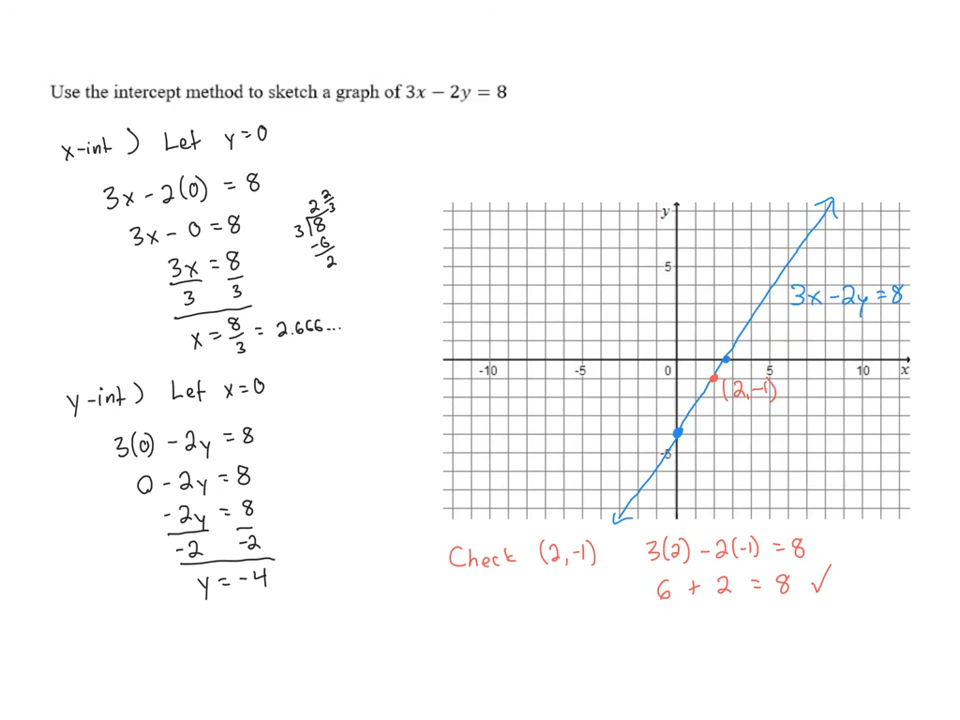 Use the intercept method to sketch a graph of 3x − 2y = 8
x-int) Let y=0
3x - 2(0) = 8
3x - 0 = 8
3x = 8
3 3
x = 8/3 = 2.666...
2 2/3
3 8
-6
2
y-int) Let x=0
3(0) - 2y = 8
0 - 2y = 8
-2y = 8
-2 -2
y = -4
y
5
3x-2y=8
-10 -5 0 5 10 x
(2,-1)
-5
Check (2,-1) 3(2) - 2(-1) = 8
6 + 2 = 8 ✓